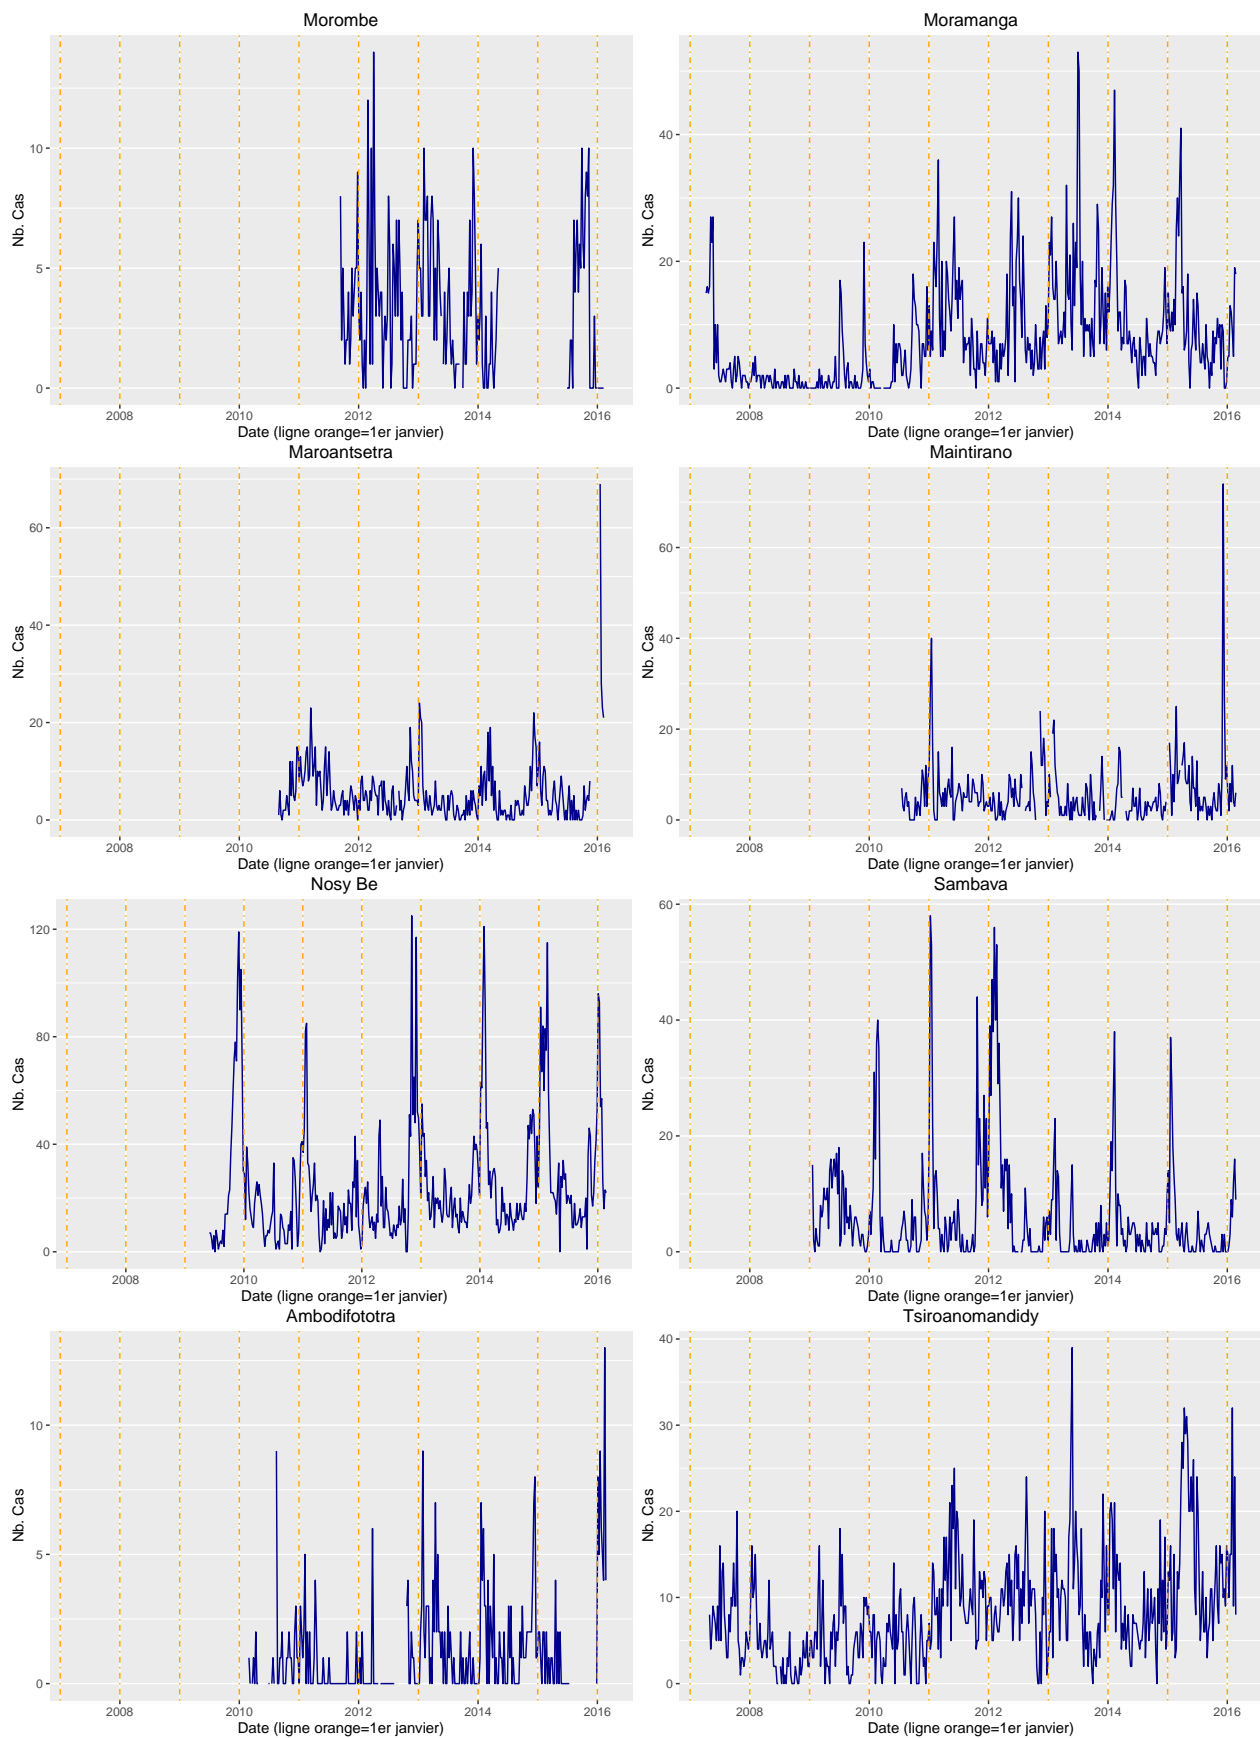 Morombe
Nb. Cas
10
5
0
2008 2010 2012 2014 2016
Date (ligne orange=1er janvier)
Moramanga
Nb. Cas
40
20
0
2008 2010 2012 2014 2016
Date (ligne orange=1er janvier)
Maroantsetra
Nb. Cas
60
40
20
0
2008 2010 2012 2014 2016
Date (ligne orange=1er janvier)
Maintirano
Nb. Cas
60
40
20
0
2008 2010 2012 2014 2016
Date (ligne orange=1er janvier)
Nosy Be
Nb. Cas
120
80
40
0
2008 2010 2012 2014 2016
Date (ligne orange=1er janvier)
Sambava
Nb. Cas
60
40
20
0
2008 2010 2012 2014 2016
Date (ligne orange=1er janvier)
Ambodifototra
Nb. Cas
10
5
0
2008 2010 2012 2014 2016
Date (ligne orange=1er janvier)
Tsiroanomandidy
Nb. Cas
40
30
20
10
0
2008 2010 2012 2014 2016
Date (ligne orange=1er janvier)